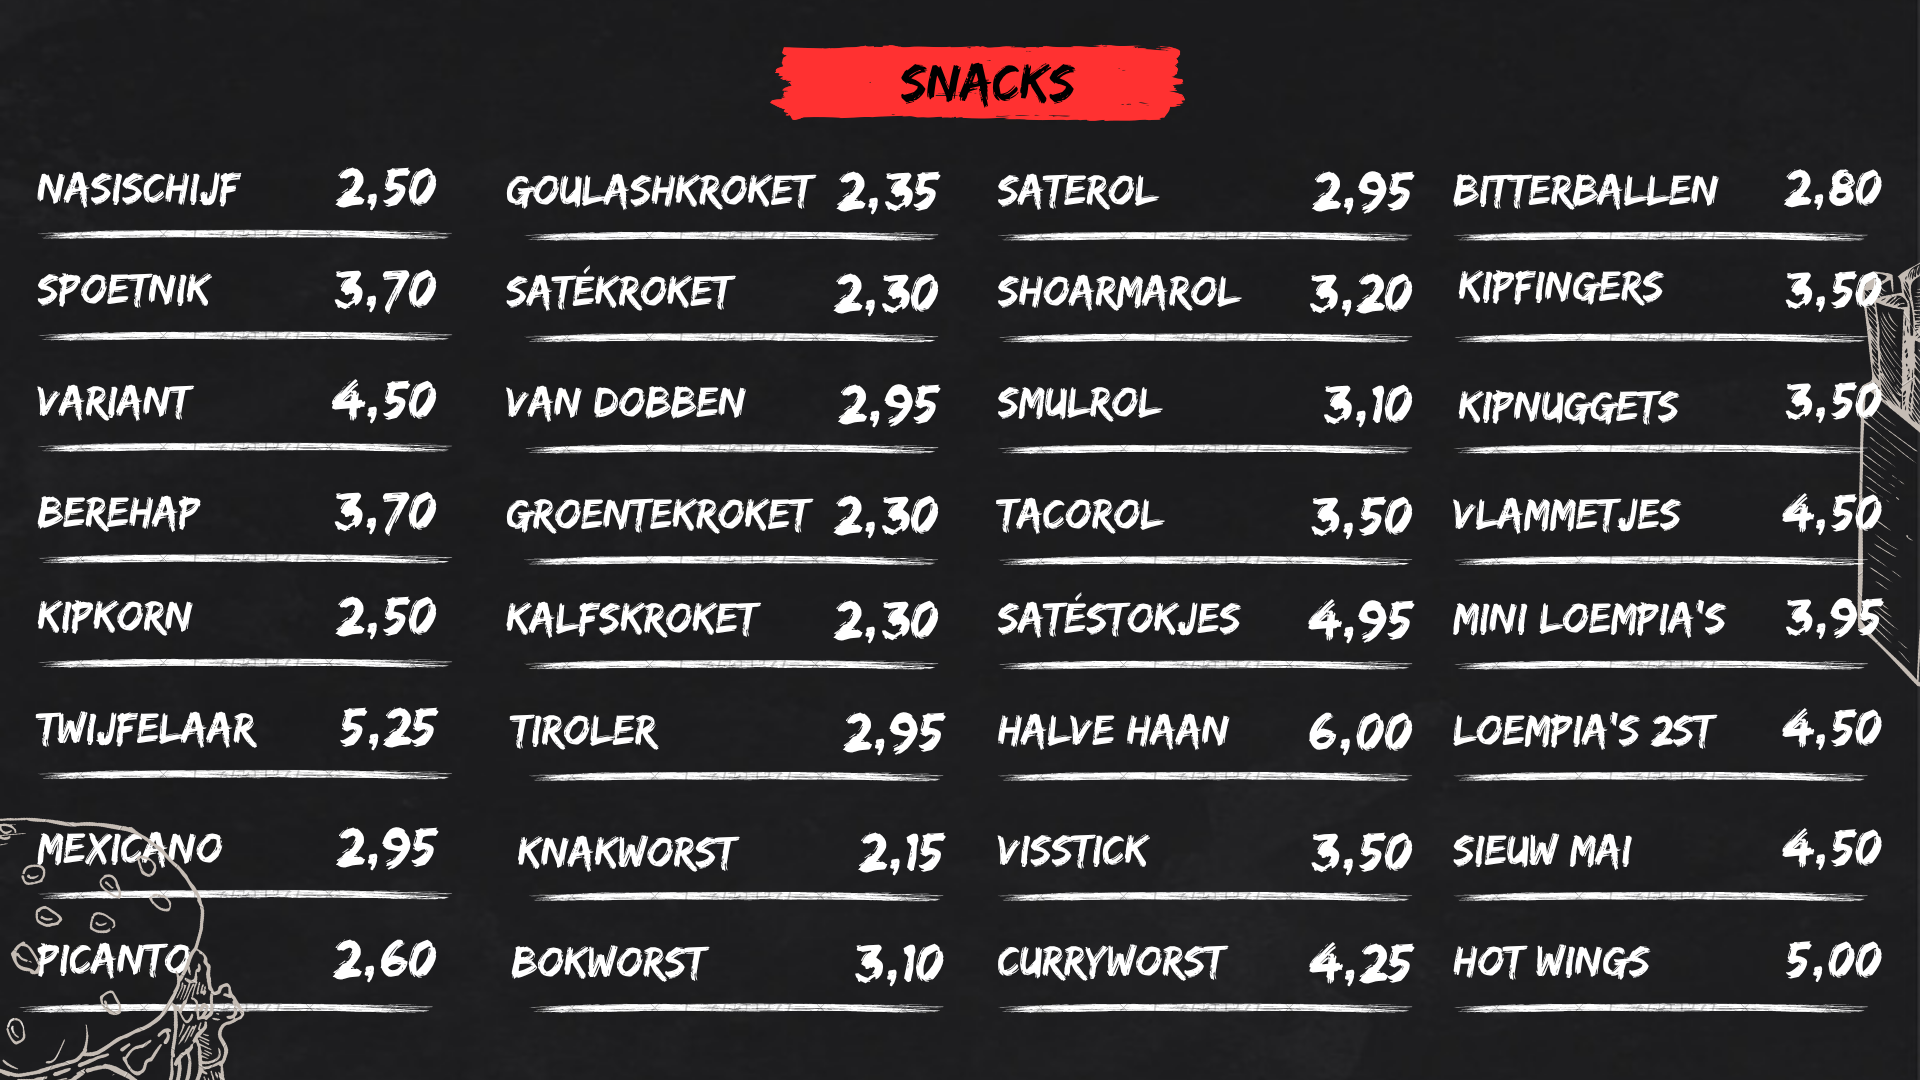 SNACKS
NASISCHIJF 2,50
SPOETNIK 3,70
VARIANT 4,50
BEREHAP 3,70
KIPKORN 2,50
TWIJFELAAR 5,25
MEXICANO 2,95
PICANTO 2,60
GOULASHKROKET 2,35
SATÉKROKET 2,30
VAN DOBBEN 2,95
GROENTEKROKET 2,30
KALFSKROKET 2,30
TIROLER 2,95
KNAKWORST 2,15
BOKWORST 3,10
SATEROL 2,95
SHOARMAROL 3,20
SMULROL 3,10
TACOROL 3,50
SATÉSTOKJES 4,95
HALVE HAAN 6,00
VISSTICK 3,50
CURRYWORST 4,25
BITTERBALLEN 2,80
KIPFINGERS 3,50
KIPNUGGETS 3,50
VLAMMETJES 4,50
MINI LOEMPIA'S 3,95
LOEMPIA'S 2ST 4,50
SIEUW MAI 4,50
HOT WINGS 5,00